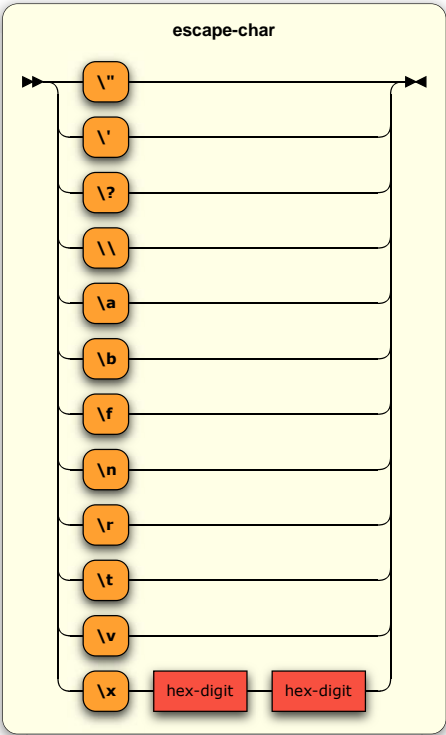 escape-char
\"
\'
\?
\\
\a
\b
\f
\n
\r
\t
\v
\x hex-digit hex-digit